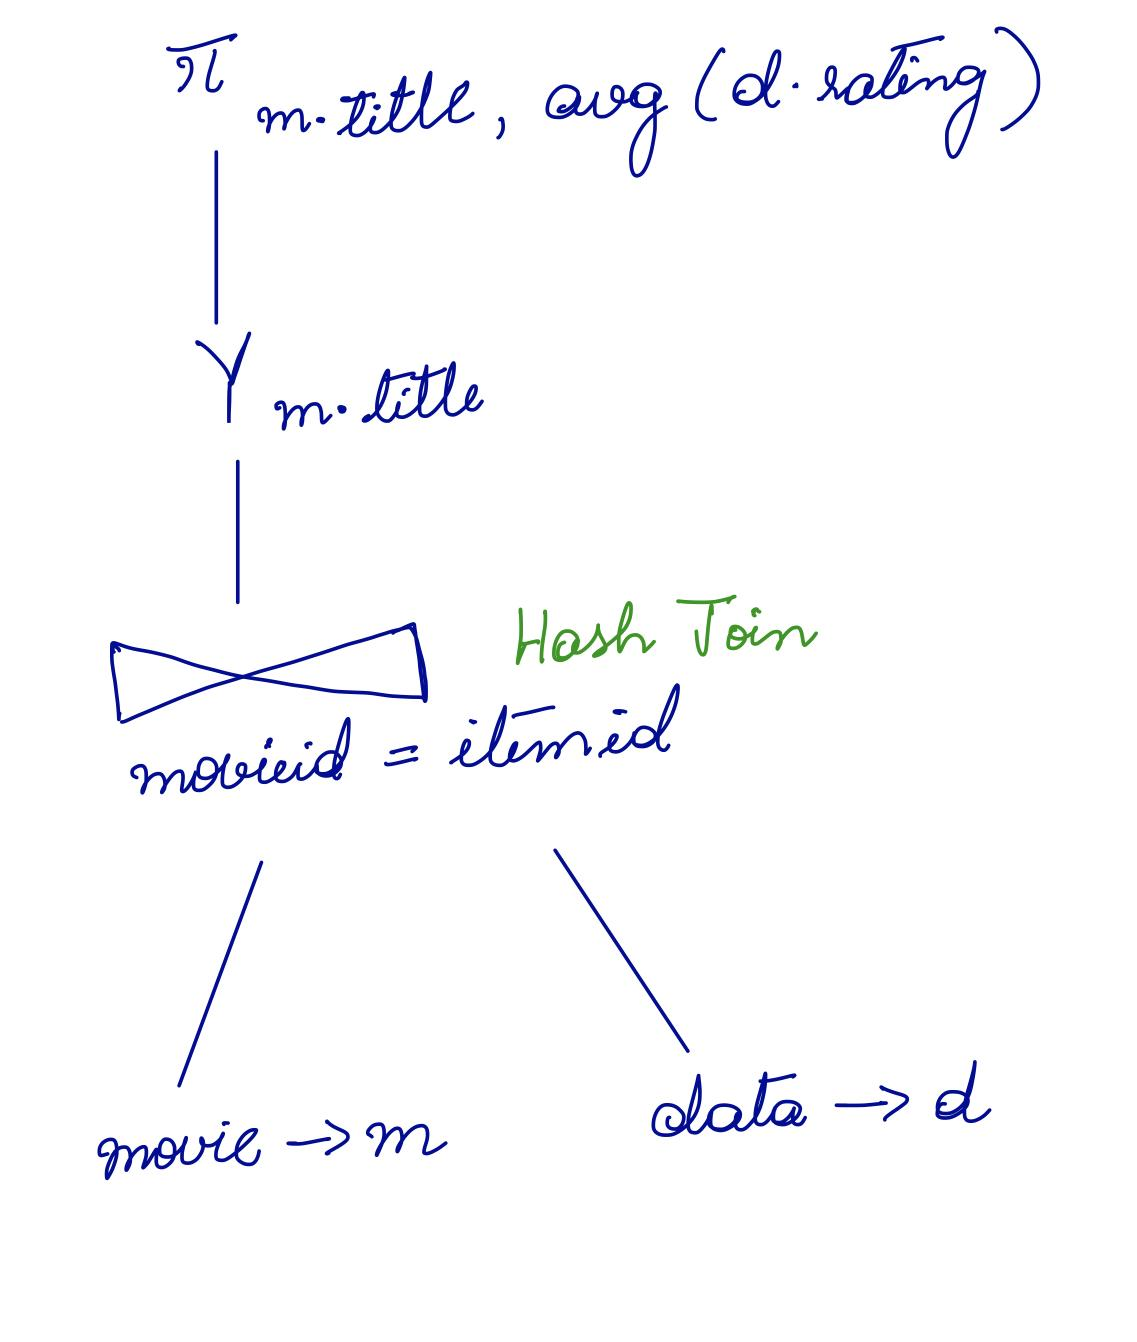 π m.title, avg (d.rating)
γ m.title
Hash Join
movieid = itemid
movie → m
data → d